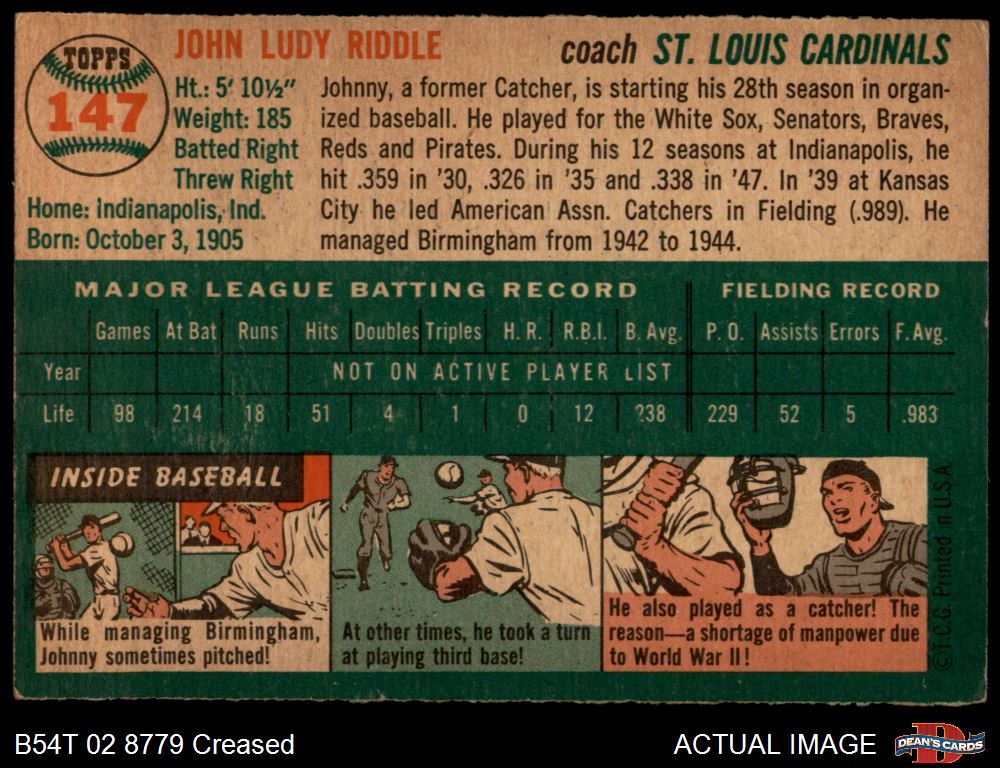 TOPPS
147
JOHN LUDY RIDDLE
coach ST. LOUIS CARDINALS
Ht.: 5' 10½"
Weight: 185
Batted Right
Threw Right
Home: Indianapolis, Ind.
Born: October 3, 1905
Johnny, a former Catcher, is starting his 28th season in organ-
ized baseball. He played for the White Sox, Senators, Braves,
Reds and Pirates. During his 12 seasons at Indianapolis, he
hit .359 in '30, .326 in '35 and .338 in '47. In '39 at Kansas
City he led American Assn. Catchers in Fielding (.989). He
managed Birmingham from 1942 to 1944.
MAJOR LEAGUE BATTING RECORD FIELDING RECORD
Games At Bat Runs Hits Doubles Triples H. R. R.B.I. B. Avg. P. O. Assists Errors F. Avg.
Year NOT ON ACTIVE PLAYER LIST
Life 98 214 18 51 4 1 0 12 .238 229 52 5 .983
INSIDE BASEBALL
While managing Birmingham,
Johnny sometimes pitched!
At other times, he took a turn
at playing third base!
He also played as a catcher! The
reason—a shortage of manpower due
to World War II!
© T.C.G. Printed in U.S.A.
B54T 02 8779 Creased
ACTUAL IMAGE
DEAN'S CARDS